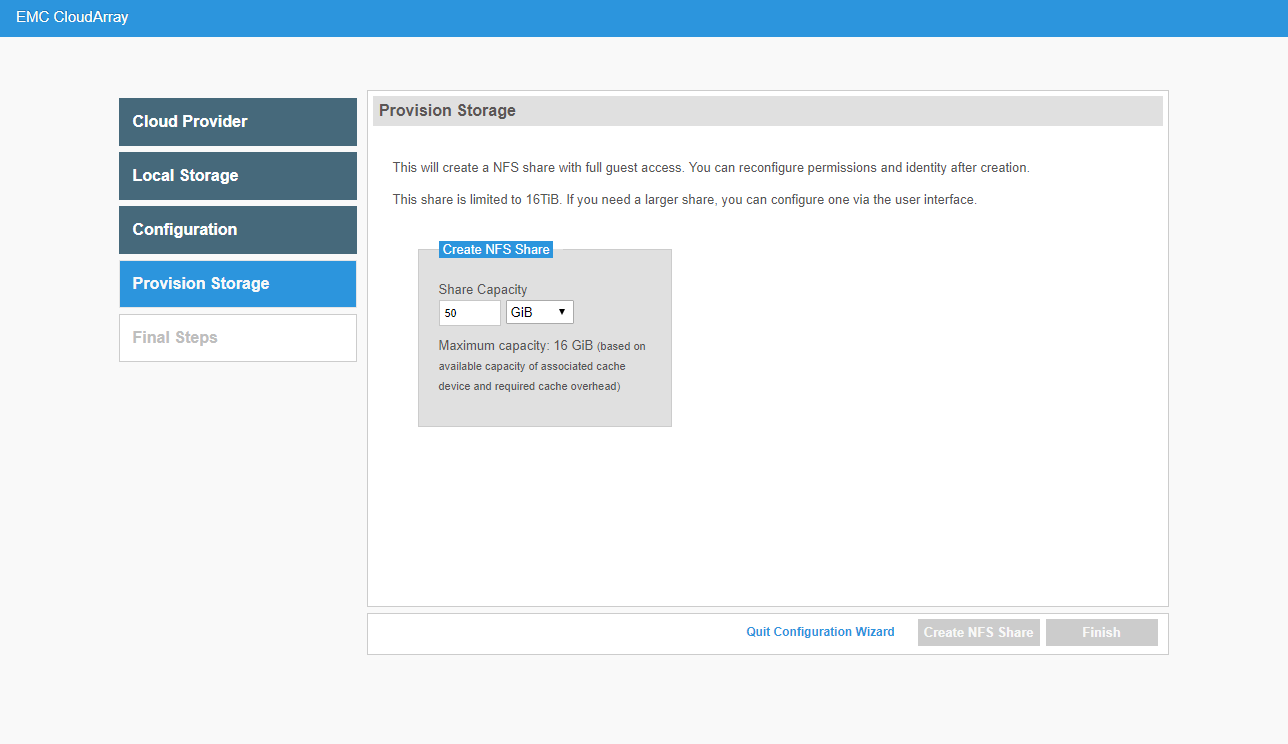 EMC CloudArray
Cloud Provider
Local Storage
Configuration
Provision Storage
Final Steps
Provision Storage
This will create a NFS share with full guest access. You can reconfigure permissions and identity after creation.
This share is limited to 16TiB. If you need a larger share, you can configure one via the user interface.
Create NFS Share
Share Capacity
50 GiB
Maximum capacity: 16 GiB (based on
available capacity of associated cache
device and required cache overhead)
Quit Configuration Wizard Create NFS Share Finish